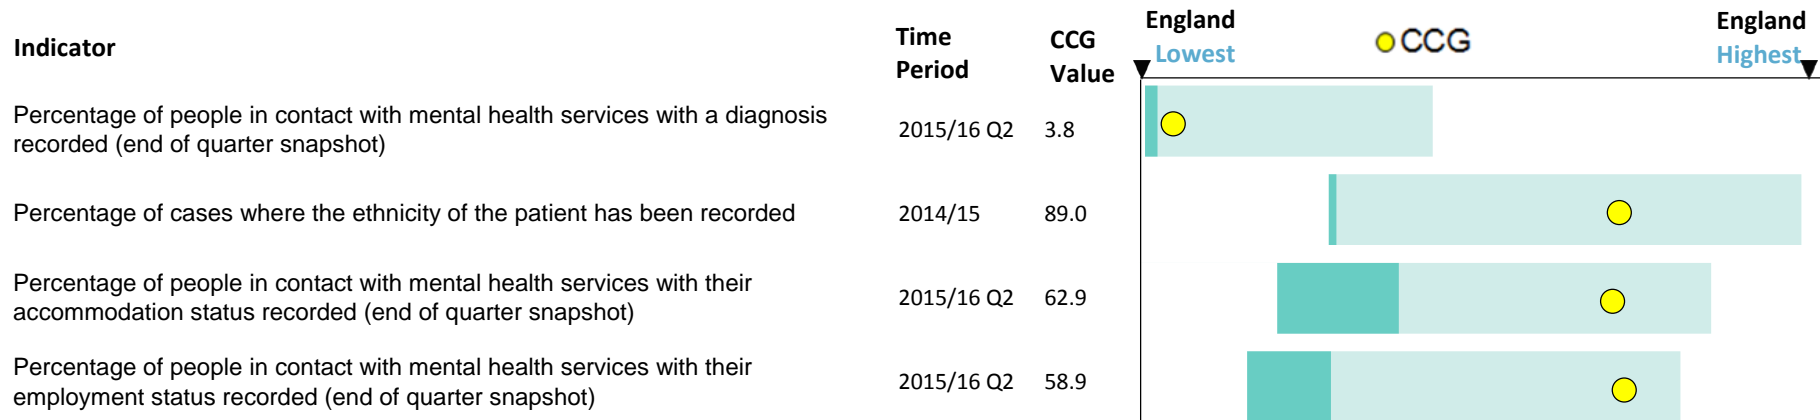 Indicator
Time Period
CCG Value
England Lowest
CCG
England Highest
Percentage of people in contact with mental health services with a diagnosis
recorded (end of quarter snapshot)
2015/16 Q2
3.8
Percentage of cases where the ethnicity of the patient has been recorded
2014/15
89.0
Percentage of people in contact with mental health services with their
accommodation status recorded (end of quarter snapshot)
2015/16 Q2
62.9
Percentage of people in contact with mental health services with their
employment status recorded (end of quarter snapshot)
2015/16 Q2
58.9